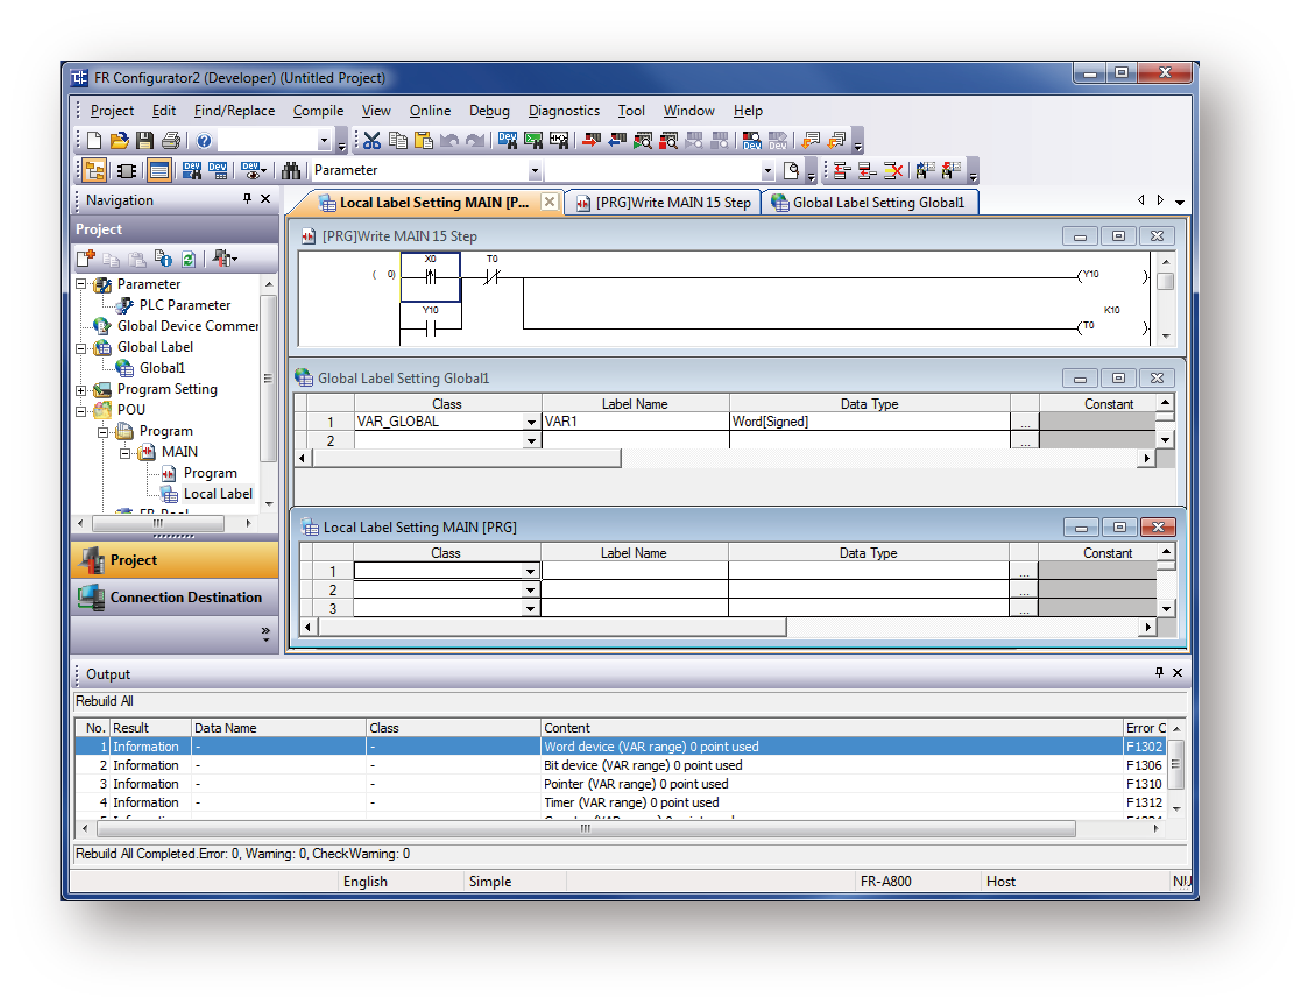 FR Configurator2 (Developer) (Untitled Project)
Project Edit Find/Replace Compile View Online Debug Diagnostics Tool Window Help
Parameter
Navigation
Project
Parameter
PLC Parameter
Global Device Commer
Global Label
Global1
Program Setting
POU
Program
MAIN
Program
Local Label
Project
Connection Destination
Local Label Setting MAIN [P...
[PRG]Write MAIN 15 Step
Global Label Setting Global1
[PRG]Write MAIN 15 Step
X0 T0
( 0) (Y10 )
Y10 K10
(T0 )
Global Label Setting Global1
Class Label Name Data Type Constant
1 VAR_GLOBAL VAR1 Word[Signed] ...
2 ...
Local Label Setting MAIN [PRG]
Class Label Name Data Type Constant
1 ...
2 ...
3 ...
Output
Rebuild All
No. Result Data Name Class Content Error C
1 Information - - Word device (VAR range) 0 point used F1302
2 Information - - Bit device (VAR range) 0 point used F1306
3 Information - - Pointer (VAR range) 0 point used F1310
4 Information - - Timer (VAR range) 0 point used F1312
Rebuild All Completed.Error: 0, Warning: 0, CheckWarning: 0
English Simple FR-A800 Host